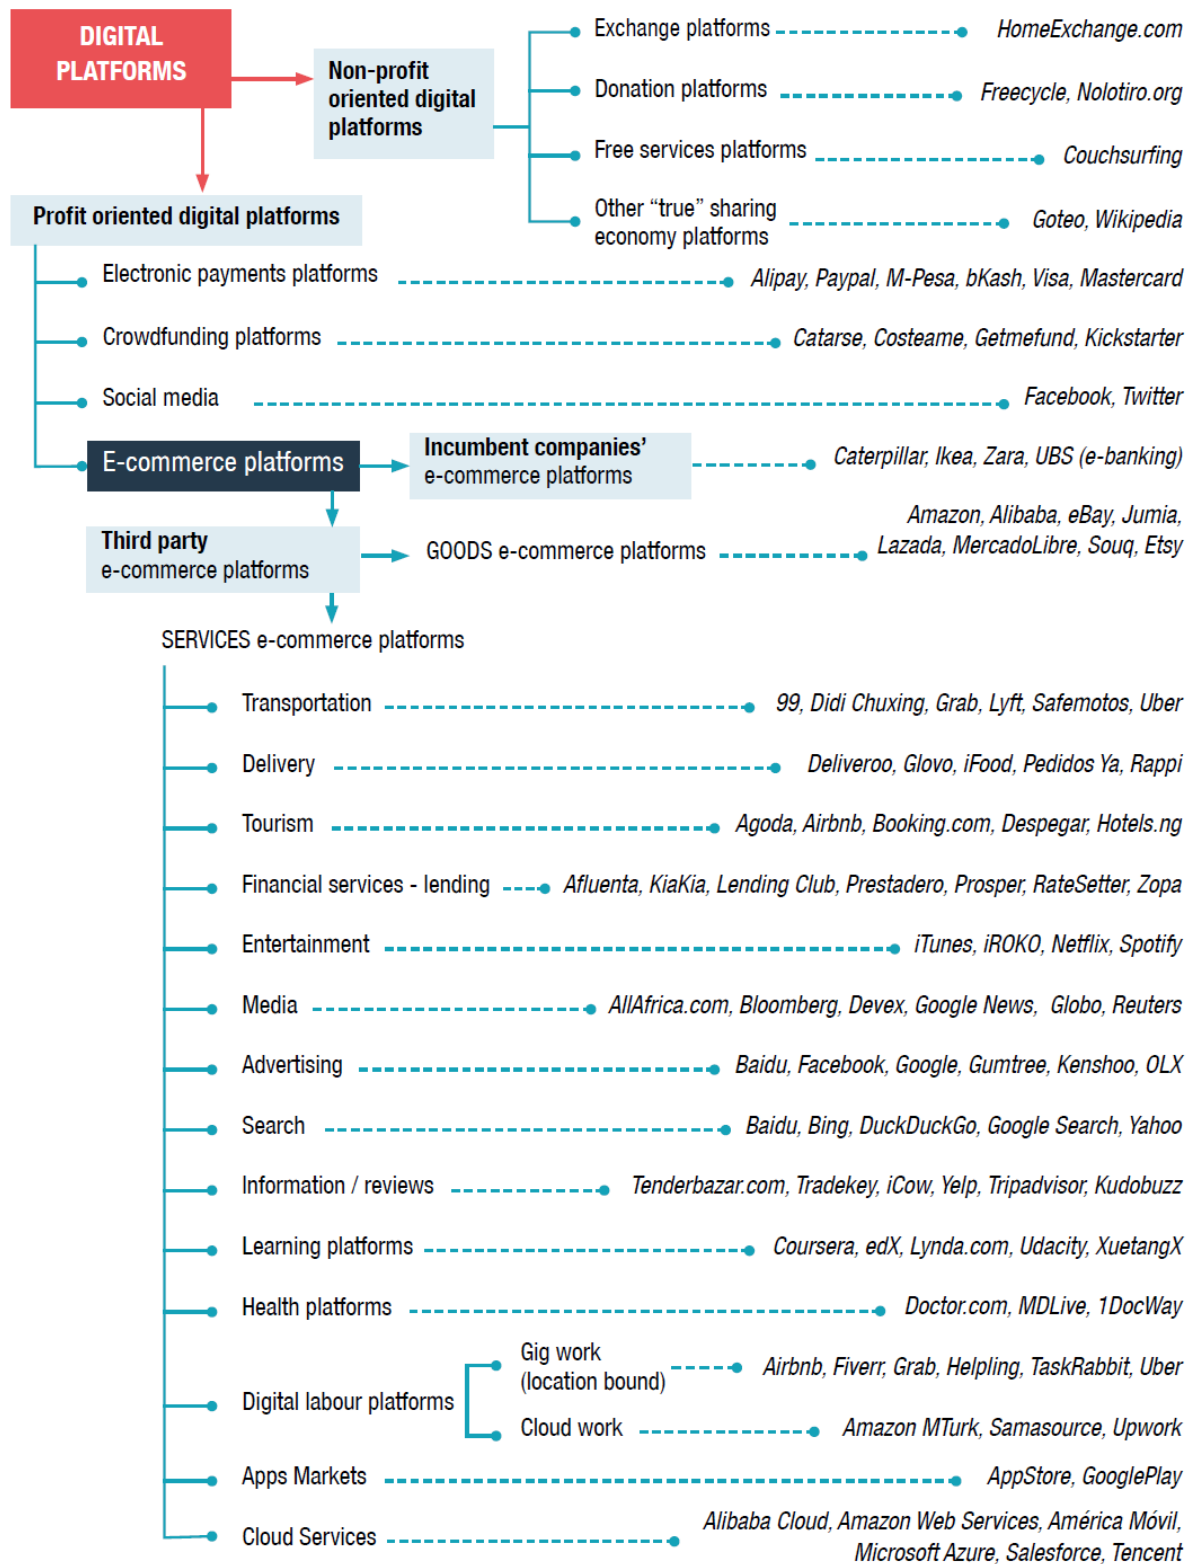 DIGITAL
PLATFORMS
Non-profit
oriented digital
platforms
Exchange platforms
HomeExchange.com
Donation platforms
Freecycle, Nolotiro.org
Free services platforms
Couchsurfing
Other “true” sharing
economy platforms
Goteo, Wikipedia
Profit oriented digital platforms
Electronic payments platforms
Alipay, Paypal, M-Pesa, bKash, Visa, Mastercard
Crowdfunding platforms
Catarse, Costeame, Getmefund, Kickstarter
Social media
Facebook, Twitter
E-commerce platforms
Incumbent companies’
e-commerce platforms
Caterpillar, Ikea, Zara, UBS (e-banking)
Third party
e-commerce platforms
GOODS e-commerce platforms
Amazon, Alibaba, eBay, Jumia,
Lazada, MercadoLibre, Souq, Etsy
SERVICES e-commerce platforms
Transportation
99, Didi Chuxing, Grab, Lyft, Safemotos, Uber
Delivery
Deliveroo, Glovo, iFood, Pedidos Ya, Rappi
Tourism
Agoda, Airbnb, Booking.com, Despegar, Hotels.ng
Financial services - lending
Afluenta, KiaKia, Lending Club, Prestadero, Prosper, RateSetter, Zopa
Entertainment
iTunes, iROKO, Netflix, Spotify
Media
AllAfrica.com, Bloomberg, Devex, Google News, Globo, Reuters
Advertising
Baidu, Facebook, Google, Gumtree, Kenshoo, OLX
Search
Baidu, Bing, DuckDuckGo, Google Search, Yahoo
Information / reviews
Tenderbazar.com, Tradekey, iCow, Yelp, Tripadvisor, Kudobuzz
Learning platforms
Coursera, edX, Lynda.com, Udacity, XuetangX
Health platforms
Doctor.com, MDLive, 1DocWay
Digital labour platforms
Gig work
(location bound)
Airbnb, Fiverr, Grab, Helpling, TaskRabbit, Uber
Cloud work
Amazon MTurk, Samasource, Upwork
Apps Markets
AppStore, GooglePlay
Cloud Services
Alibaba Cloud, Amazon Web Services, América Móvil,
Microsoft Azure, Salesforce, Tencent